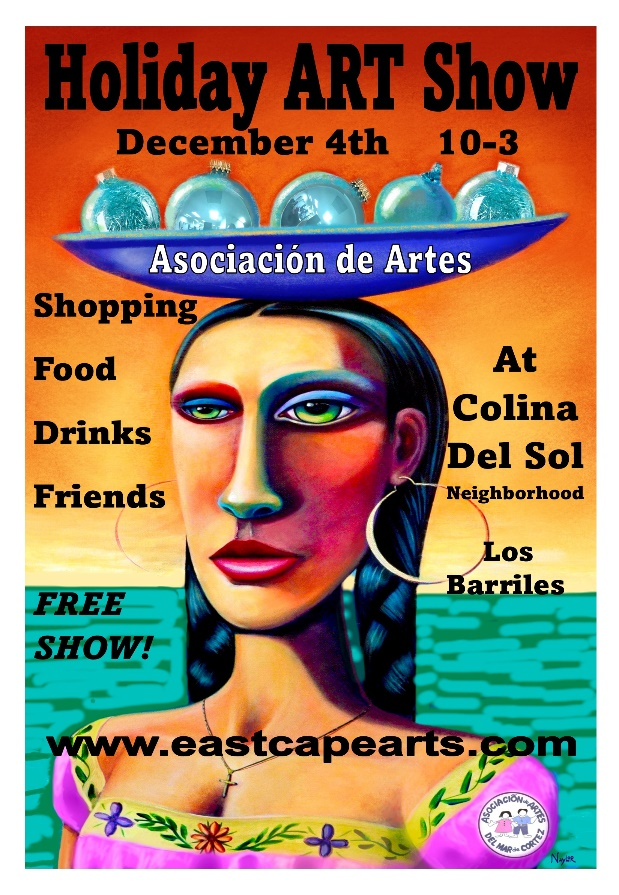 Holiday ART Show
December 4th 10-3
Asociación de Artes
Shopping
Food
Drinks
Friends
At
Colina
Del Sol
Neighborhood
Los
Barriles
FREE
SHOW!
www.eastcapearts.com
ASOCIACIÓN de ARTES
DEL MAR de CORTEZ
Naylor